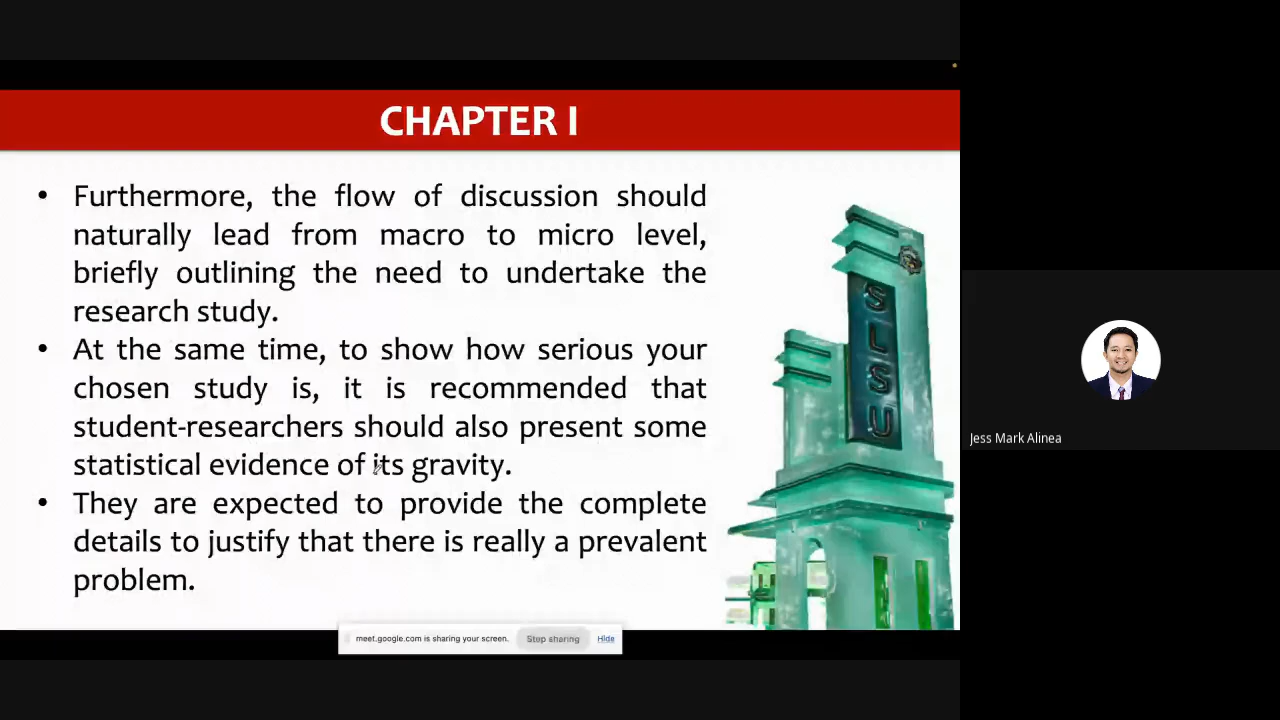 CHAPTER I
• Furthermore, the flow of discussion should
naturally lead from macro to micro level,
briefly outlining the need to undertake the
research study.
• At the same time, to show how serious your
chosen study is, it is recommended that
student-researchers should also present some
statistical evidence of its gravity.
• They are expected to provide the complete
details to justify that there is really a prevalent
problem.
SLSU
meet.google.com is sharing your screen. Stop sharing Hide
Jess Mark Alinea